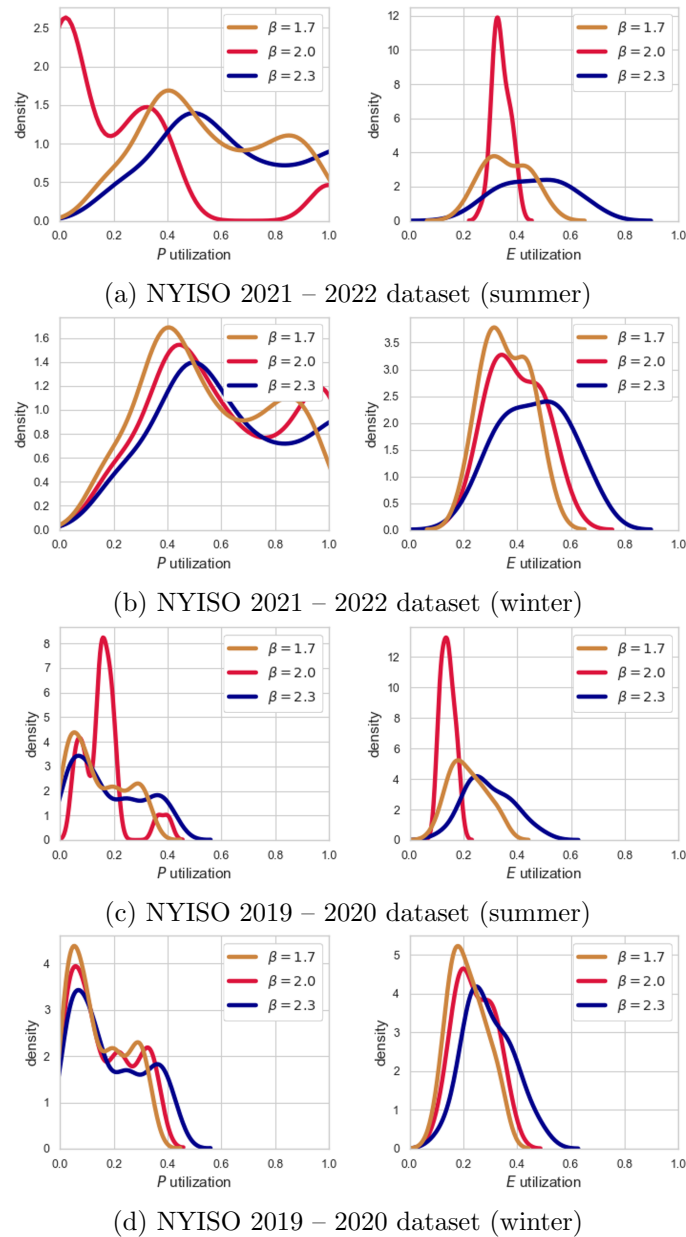 2.5
2.0
1.5
1.0
0.5
0.0
density
0.0 0.2 0.4 0.6 0.8 1.0
P utilization
β = 1.7
β = 2.0
β = 2.3
12
10
8
6
4
2
0
density
0.0 0.2 0.4 0.6 0.8 1.0
E utilization
β = 1.7
β = 2.0
β = 2.3
(a) NYISO 2021 – 2022 dataset (summer)
1.6
1.4
1.2
1.0
0.8
0.6
0.4
0.2
0.0
density
0.0 0.2 0.4 0.6 0.8 1.0
P utilization
β = 1.7
β = 2.0
β = 2.3
3.5
3.0
2.5
2.0
1.5
1.0
0.5
0.0
density
0.0 0.2 0.4 0.6 0.8 1.0
E utilization
β = 1.7
β = 2.0
β = 2.3
(b) NYISO 2021 – 2022 dataset (winter)
8
7
6
5
4
3
2
1
0
density
0.0 0.2 0.4 0.6 0.8 1.0
P utilization
β = 1.7
β = 2.0
β = 2.3
12
10
8
6
4
2
0
density
0.0 0.2 0.4 0.6 0.8 1.0
E utilization
β = 1.7
β = 2.0
β = 2.3
(c) NYISO 2019 – 2020 dataset (summer)
4
3
2
1
0
density
0.0 0.2 0.4 0.6 0.8 1.0
P utilization
β = 1.7
β = 2.0
β = 2.3
5
4
3
2
1
0
density
0.0 0.2 0.4 0.6 0.8 1.0
E utilization
β = 1.7
β = 2.0
β = 2.3
(d) NYISO 2019 – 2020 dataset (winter)